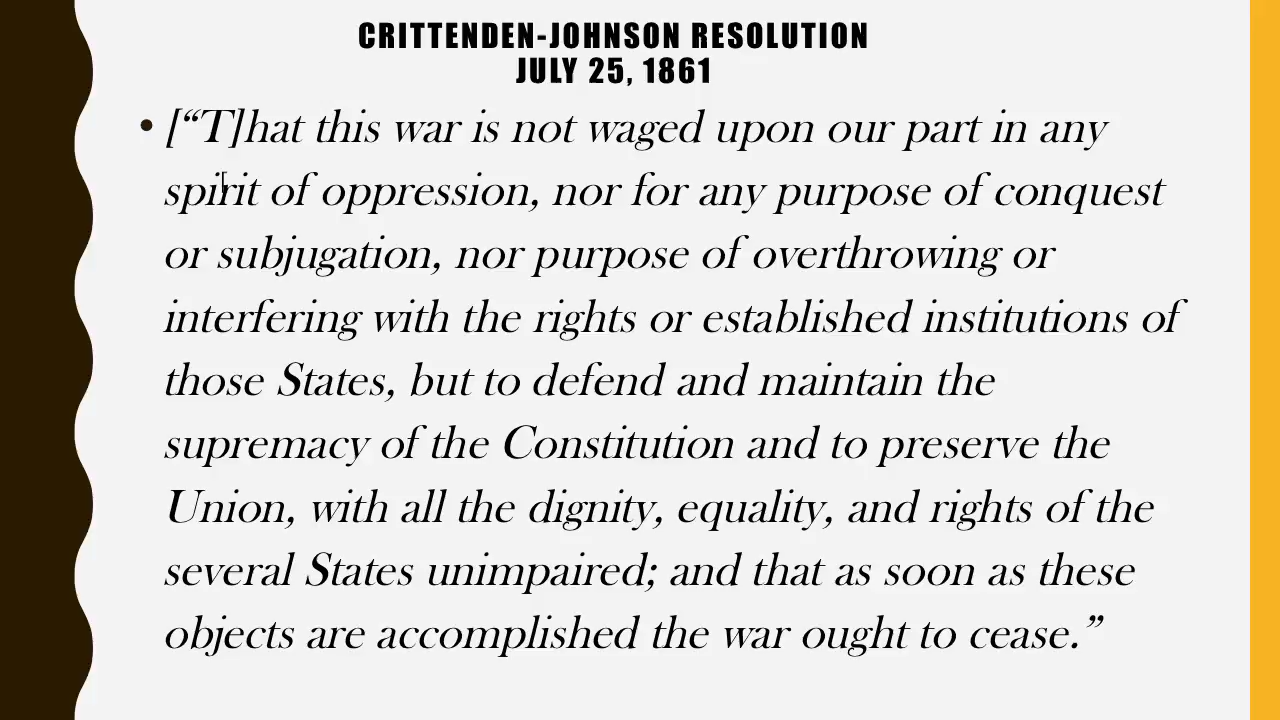 CRITTENDEN-JOHNSON RESOLUTION
JULY 25, 1861
• [“T]hat this war is not waged upon our part in any
spirit of oppression, nor for any purpose of conquest
or subjugation, nor purpose of overthrowing or
interfering with the rights or established institutions of
those States, but to defend and maintain the
supremacy of the Constitution and to preserve the
Union, with all the dignity, equality, and rights of the
several States unimpaired; and that as soon as these
objects are accomplished the war ought to cease.”